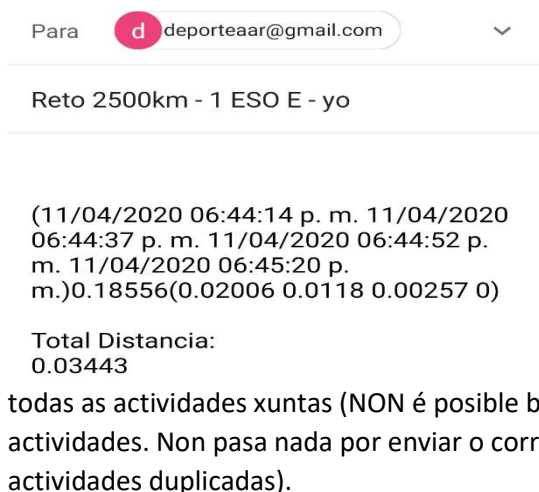 Para d deporteaar@gmail.com
Reto 2500km - 1 ESO E - yo
(11/04/2020 06:44:14 p. m. 11/04/2020
06:44:37 p. m. 11/04/2020 06:44:52 p.
m. 11/04/2020 06:45:20 p.
m.)0.18556(0.02006 0.0118 0.00257 0)
Total Distancia:
0.03443
todas as actividades xuntas (NON é posible b
actividades. Non pasa nada por enviar o corr
actividades duplicadas).